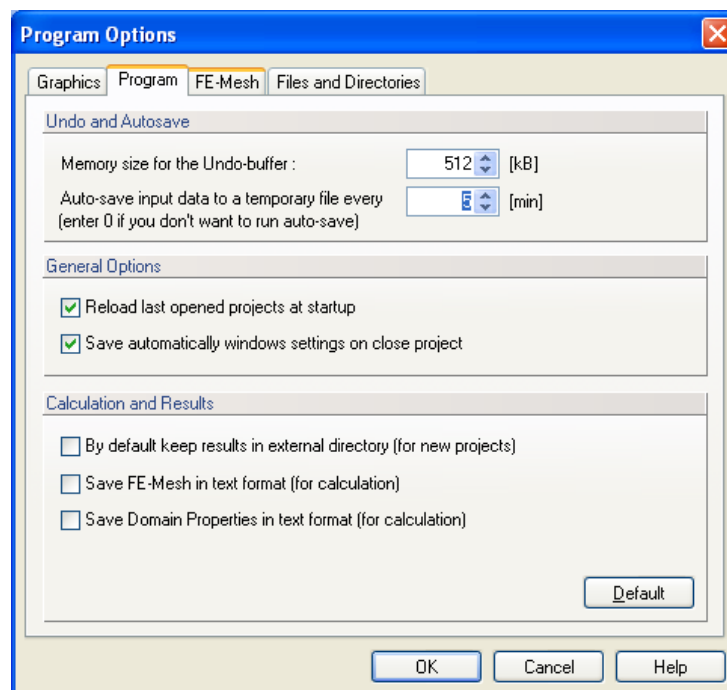 Program Options
Graphics Program FE-Mesh Files and Directories
Undo and Autosave
Memory size for the Undo-buffer : 512 [kB]
Auto-save input data to a temporary file every [min]
(enter 0 if you don't want to run auto-save)
General Options
Reload last opened projects at startup
Save automatically windows settings on close project
Calculation and Results
By default keep results in external directory (for new projects)
Save FE-Mesh in text format (for calculation)
Save Domain Properties in text format (for calculation)
Default
OK Cancel Help